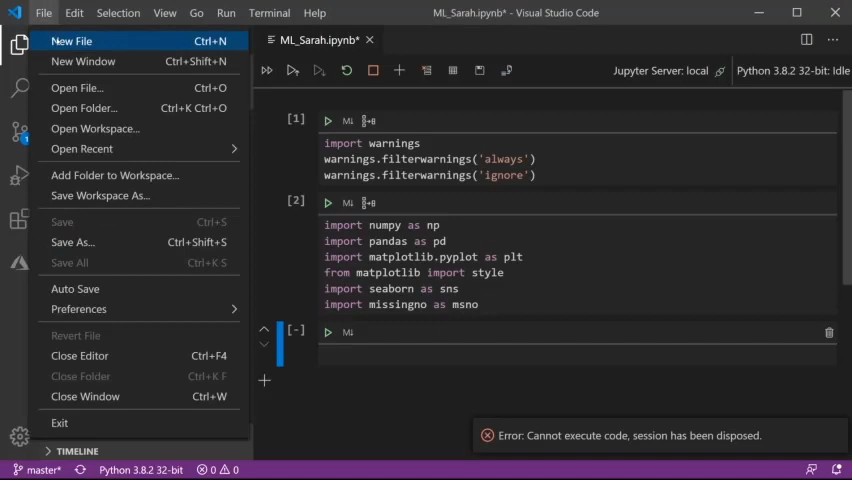 File Edit Selection View Go Run Terminal Help
ML_Sarah.ipynb* - Visual Studio Code
New File Ctrl+N
New Window Ctrl+Shift+N
Open File... Ctrl+O
Open Folder... Ctrl+K Ctrl+O
Open Workspace...
Open Recent
Add Folder to Workspace...
Save Workspace As...
Save Ctrl+S
Save As... Ctrl+Shift+S
Save All Ctrl+K S
Auto Save
Preferences
Revert File
Close Editor Ctrl+F4
Close Folder Ctrl+K F
Close Window Ctrl+W
Exit
TIMELINE
ML_Sarah.ipynb*
Jupyter Server: local Python 3.8.2 32-bit: Idle
[1] M↓
import warnings
warnings.filterwarnings('always')
warnings.filterwarnings('ignore')
[2] M↓
import numpy as np
import pandas as pd
import matplotlib.pyplot as plt
from matplotlib import style
import seaborn as sns
import missingno as msno
[-] M↓
Error: Cannot execute code, session has been disposed.
master* Python 3.8.2 32-bit 0 0